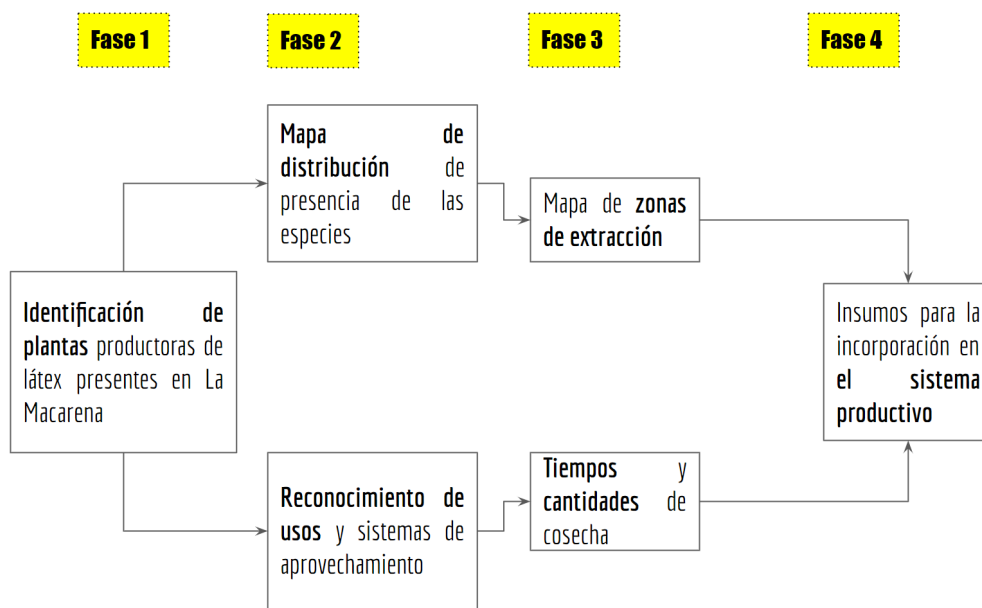 Fase 1
Fase 2
Fase 3
Fase 4
Mapa de
distribución de
presencia de las
especies
Mapa de zonas
de extracción
Identificación de
plantas productoras de
látex presentes en La
Macarena
Insumos para la
incorporación en
el sistema
productivo
Reconocimiento de
usos y sistemas de
aprovechamiento
Tiempos y
cantidades de
cosecha